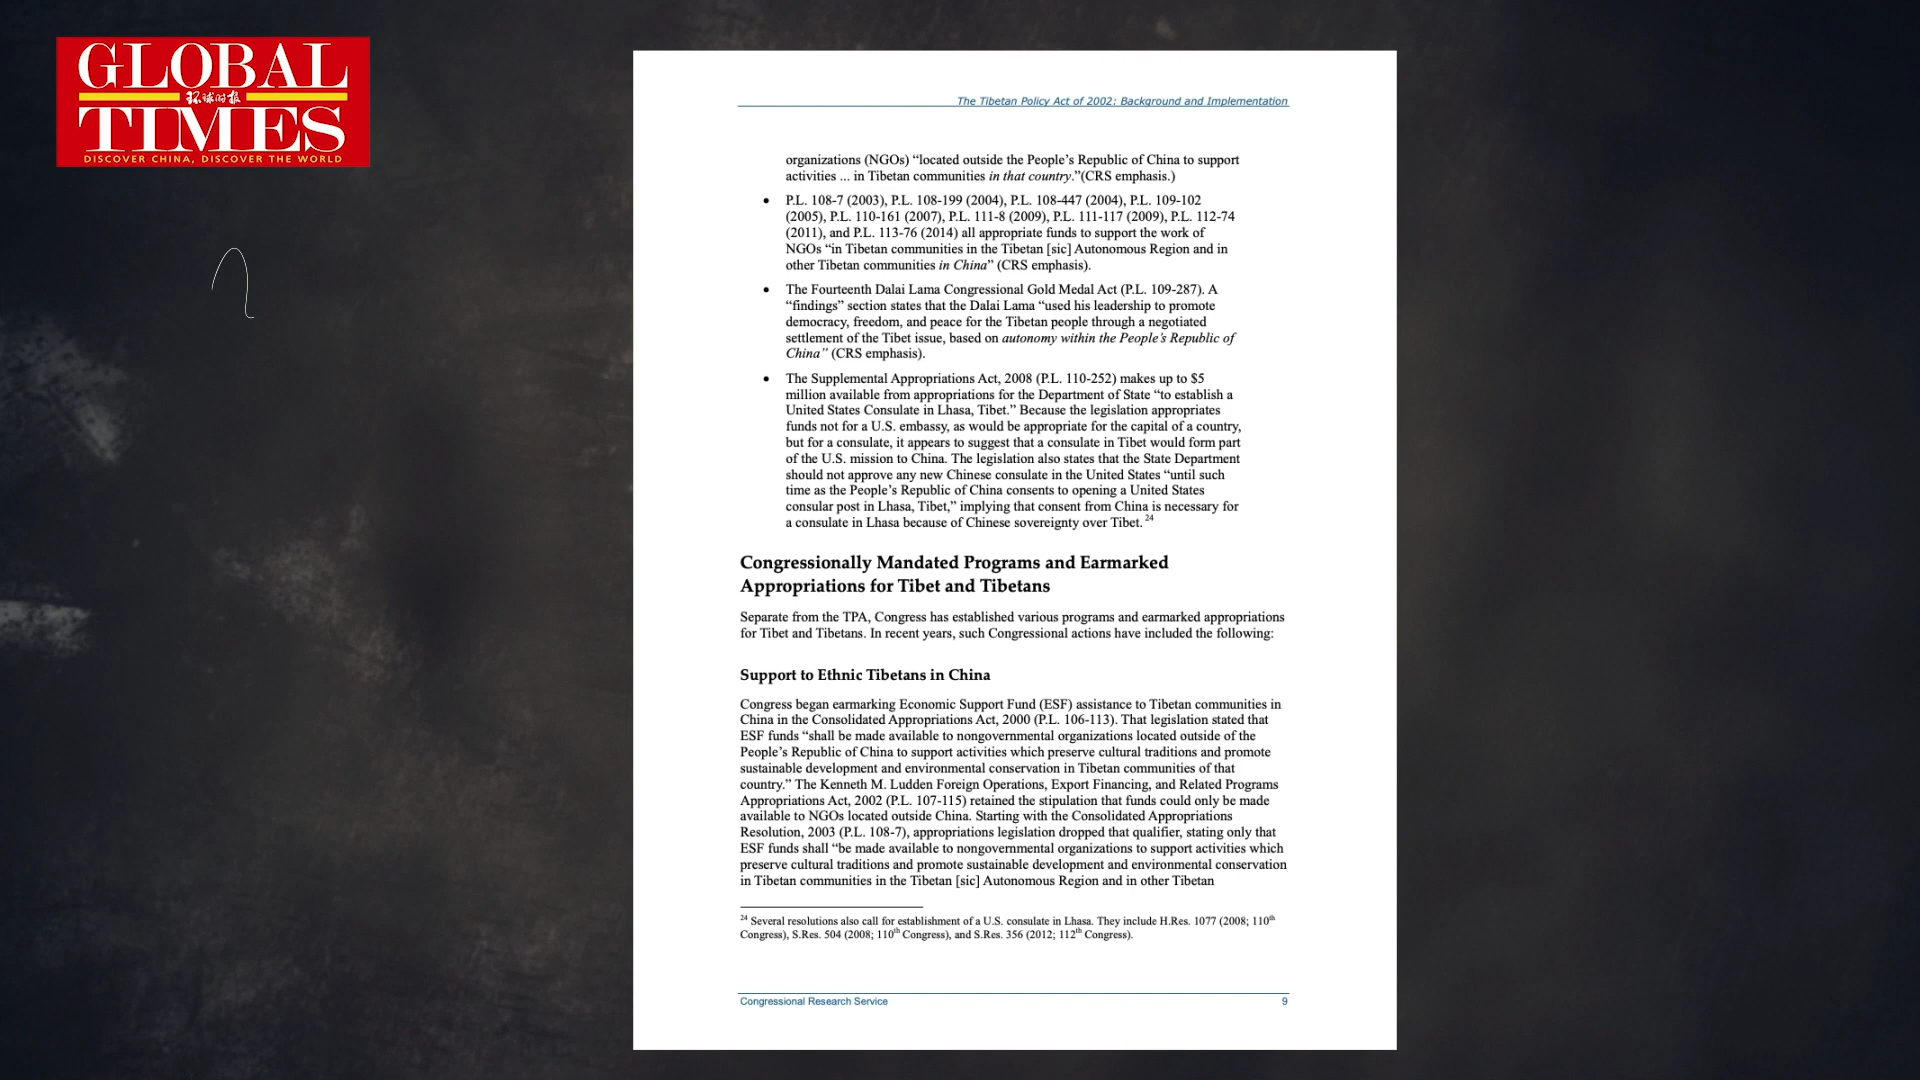 GLOBAL
环球时报
TIMES
DISCOVER CHINA, DISCOVER THE WORLD
The Tibetan Policy Act of 2002: Background and Implementation
organizations (NGOs) “located outside the People’s Republic of China to support
activities ... in Tibetan communities in that country.”(CRS emphasis.)
• P.L. 108-7 (2003), P.L. 108-199 (2004), P.L. 108-447 (2004), P.L. 109-102
(2005), P.L. 110-161 (2007), P.L. 111-8 (2009), P.L. 111-117 (2009), P.L. 112-74
(2011), and P.L. 113-76 (2014) all appropriate funds to support the work of
NGOs “in Tibetan communities in the Tibetan [sic] Autonomous Region and in
other Tibetan communities in China” (CRS emphasis).
• The Fourteenth Dalai Lama Congressional Gold Medal Act (P.L. 109-287). A
“findings” section states that the Dalai Lama “used his leadership to promote
democracy, freedom, and peace for the Tibetan people through a negotiated
settlement of the Tibet issue, based on autonomy within the People’s Republic of
China” (CRS emphasis).
• The Supplemental Appropriations Act, 2008 (P.L. 110-252) makes up to $5
million available from appropriations for the Department of State “to establish a
United States Consulate in Lhasa, Tibet.” Because the legislation appropriates
funds not for a U.S. embassy, as would be appropriate for the capital of a country,
but for a consulate, it appears to suggest that a consulate in Tibet would form part
of the U.S. mission to China. The legislation also states that the State Department
should not approve any new Chinese consulate in the United States “until such
time as the People’s Republic of China consents to opening a United States
consular post in Lhasa, Tibet,” implying that consent from China is necessary for
a consulate in Lhasa because of Chinese sovereignty over Tibet. 24
Congressionally Mandated Programs and Earmarked
Appropriations for Tibet and Tibetans
Separate from the TPA, Congress has established various programs and earmarked appropriations
for Tibet and Tibetans. In recent years, such Congressional actions have included the following:
Support to Ethnic Tibetans in China
Congress began earmarking Economic Support Fund (ESF) assistance to Tibetan communities in
China in the Consolidated Appropriations Act, 2000 (P.L. 106-113). That legislation stated that
ESF funds “shall be made available to nongovernmental organizations located outside of the
People’s Republic of China to support activities which preserve cultural traditions and promote
sustainable development and environmental conservation in Tibetan communities of that
country.” The Kenneth M. Ludden Foreign Operations, Export Financing, and Related Programs
Appropriations Act, 2002 (P.L. 107-115) retained the stipulation that funds could only be made
available to NGOs located outside China. Starting with the Consolidated Appropriations
Resolution, 2003 (P.L. 108-7), appropriations legislation dropped that qualifier, stating only that
ESF funds shall “be made available to nongovernmental organizations to support activities which
preserve cultural traditions and promote sustainable development and environmental conservation
in Tibetan communities in the Tibetan [sic] Autonomous Region and in other Tibetan
24 Several resolutions also call for establishment of a U.S. consulate in Lhasa. They include H.Res. 1077 (2008; 110th
Congress), S.Res. 504 (2008; 110th Congress), and S.Res. 356 (2012; 112th Congress).
Congressional Research Service 9